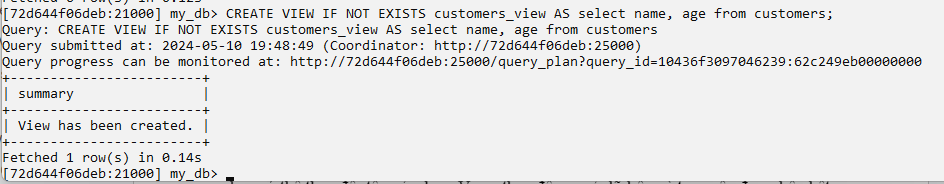 [72d644f06deb:21000] my_db> CREATE VIEW IF NOT EXISTS customers_view AS select name, age from customers;
Query: CREATE VIEW IF NOT EXISTS customers_view AS select name, age from customers
Query submitted at: 2024-05-10 19:48:49 (Coordinator: http://72d644f06deb:25000)
Query progress can be monitored at: http://72d644f06deb:25000/query_plan?query_id=10436f3097046239:62c249eb00000000
+-------------------------+
| summary                 |
+-------------------------+
| View has been created. |
+-------------------------+
Fetched 1 row(s) in 0.14s
[72d644f06deb:21000] my_db>